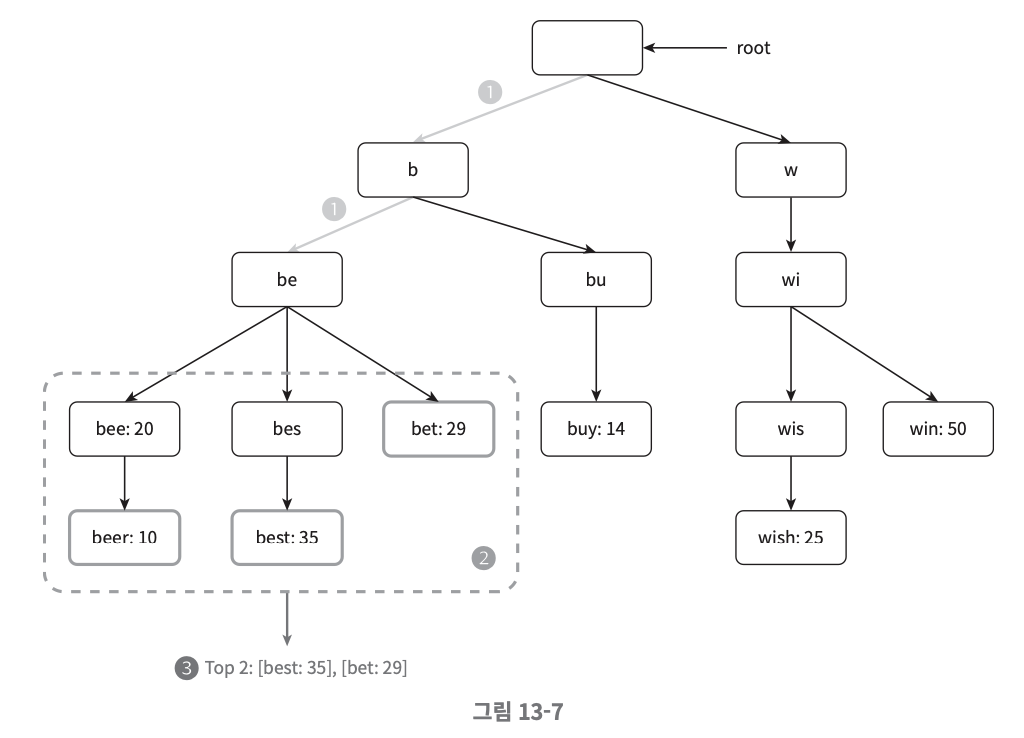 root
1
b
w
1
be
bu
wi
bee: 20
bes
bet: 29
buy: 14
wis
win: 50
beer: 10
best: 35
2
wish: 25
3 Top 2: [best: 35], [bet: 29]
그림 13-7